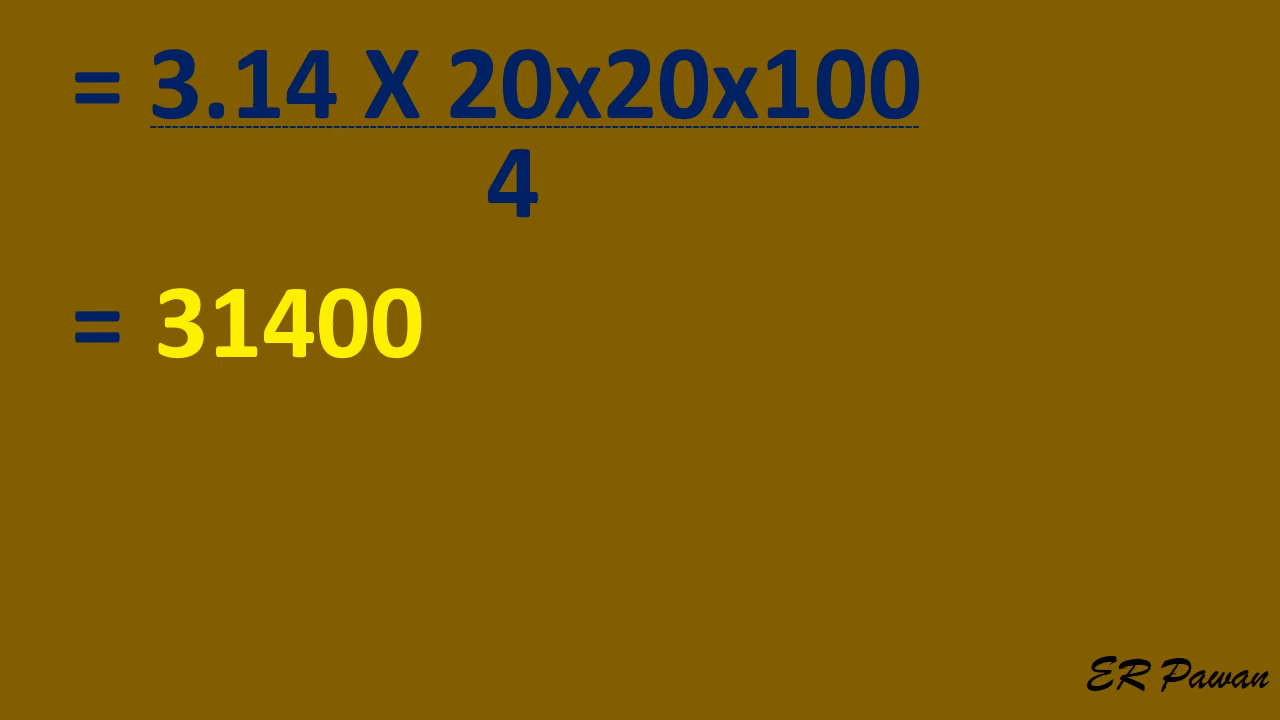 = 3.14 X 20x20x100
4
= 31400
ER Pawan